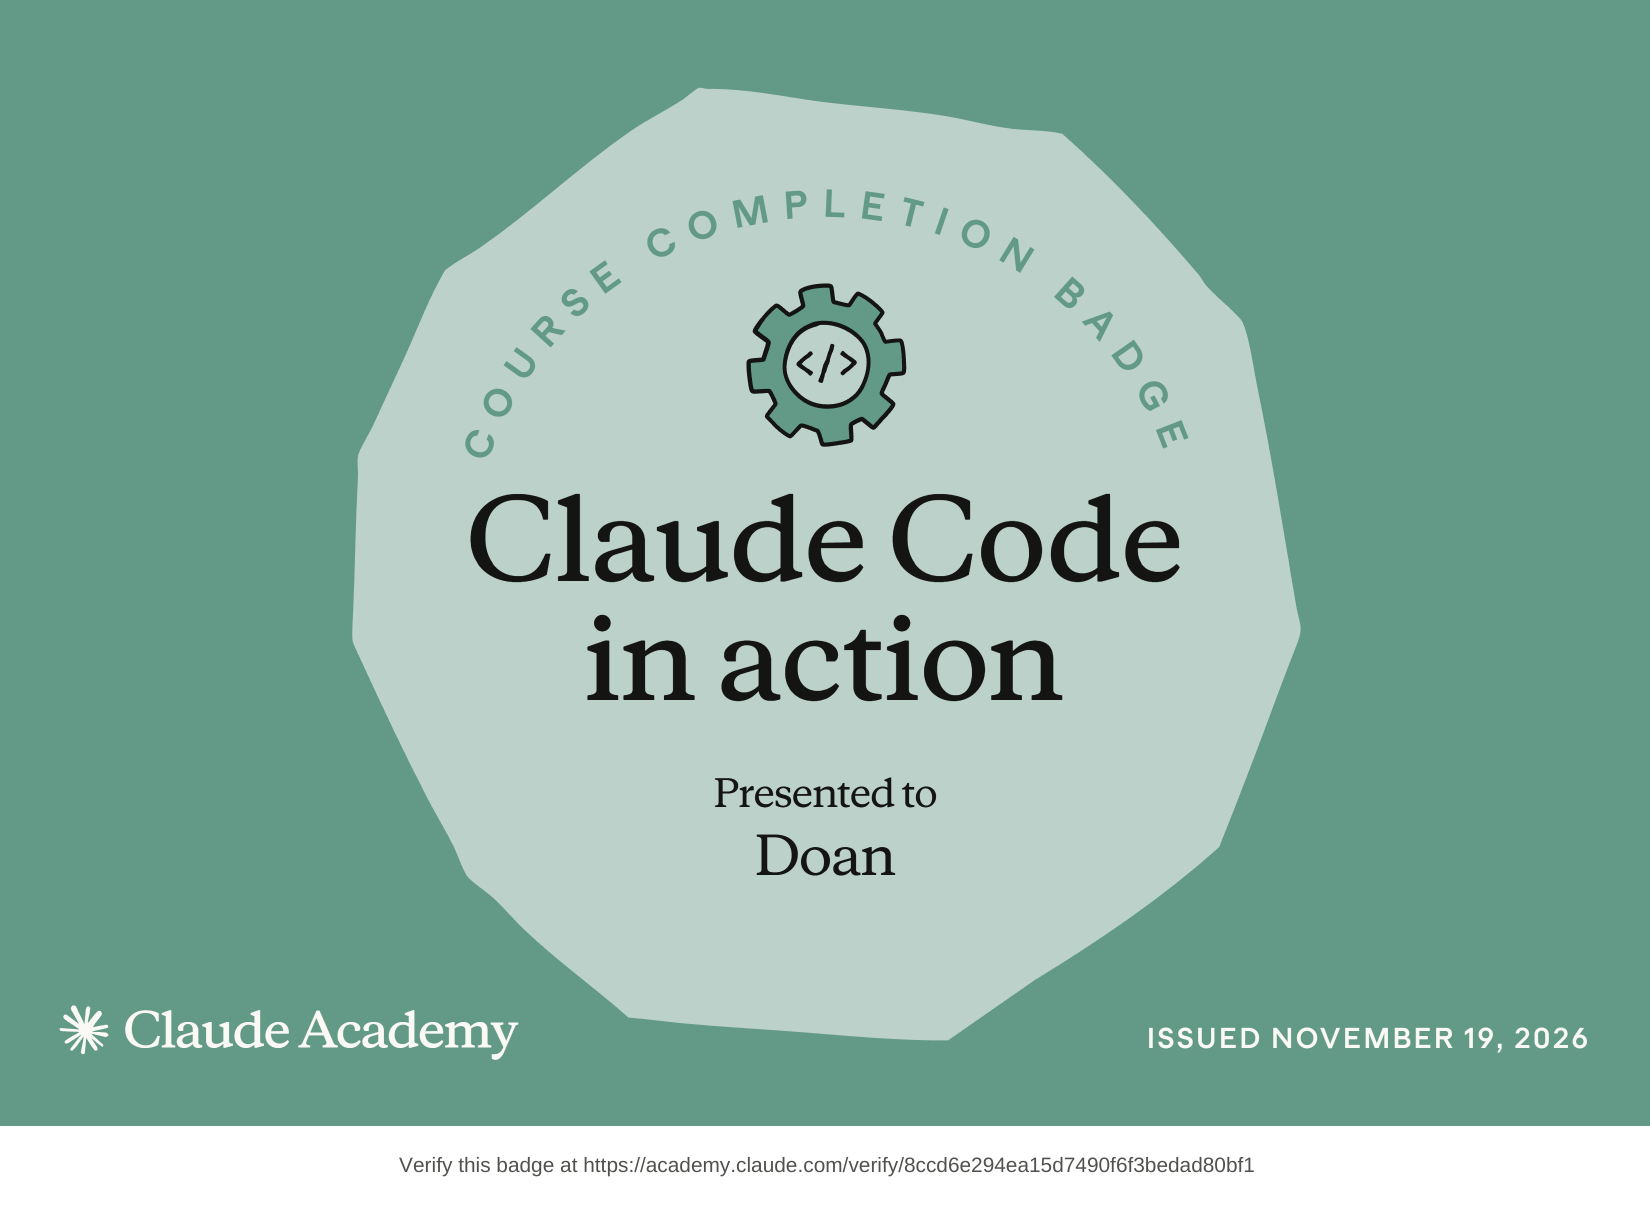 COURSE COMPLETION BADGE
</>
Claude Code
in action
Presented to
Doan
Claude Academy
ISSUED NOVEMBER 19, 2026
Verify this badge at https://academy.claude.com/verify/8ccd6e294ea15d7490f6f3bedad80bf1